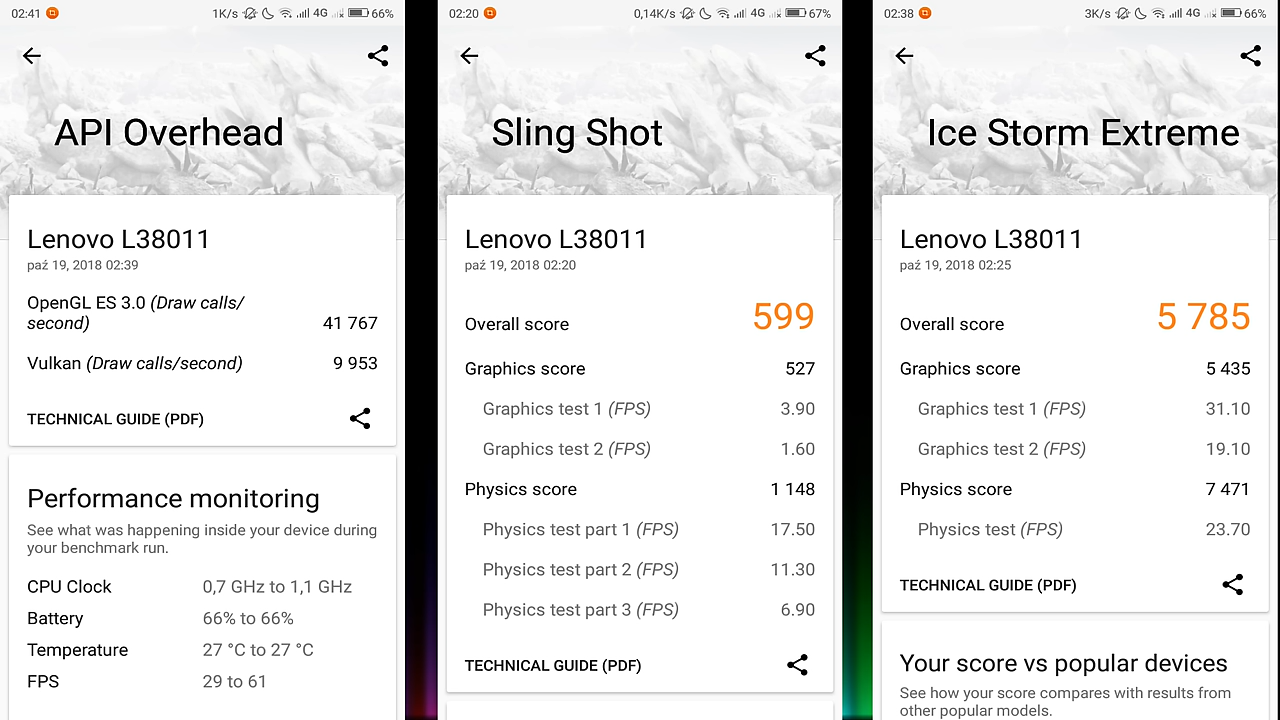 02:41 1K/s 4G 66%
API Overhead
Lenovo L38011
paź 19, 2018 02:39
OpenGL ES 3.0 (Draw calls/
second) 41 767
Vulkan (Draw calls/second) 9 953
TECHNICAL GUIDE (PDF)
Performance monitoring
See what was happening inside your device during
your benchmark run.
CPU Clock 0,7 GHz to 1,1 GHz
Battery 66% to 66%
Temperature 27 °C to 27 °C
FPS 29 to 61
02:20 0,14K/s 4G 67%
Sling Shot
Lenovo L38011
paź 19, 2018 02:20
Overall score 599
Graphics score 527
Graphics test 1 (FPS) 3.90
Graphics test 2 (FPS) 1.60
Physics score 1 148
Physics test part 1 (FPS) 17.50
Physics test part 2 (FPS) 11.30
Physics test part 3 (FPS) 6.90
TECHNICAL GUIDE (PDF)
02:38 3K/s 4G 66%
Ice Storm Extreme
Lenovo L38011
paź 19, 2018 02:25
Overall score 5 785
Graphics score 5 435
Graphics test 1 (FPS) 31.10
Graphics test 2 (FPS) 19.10
Physics score 7 471
Physics test (FPS) 23.70
TECHNICAL GUIDE (PDF)
Your score vs popular devices
See how your score compares with results from
other popular models.